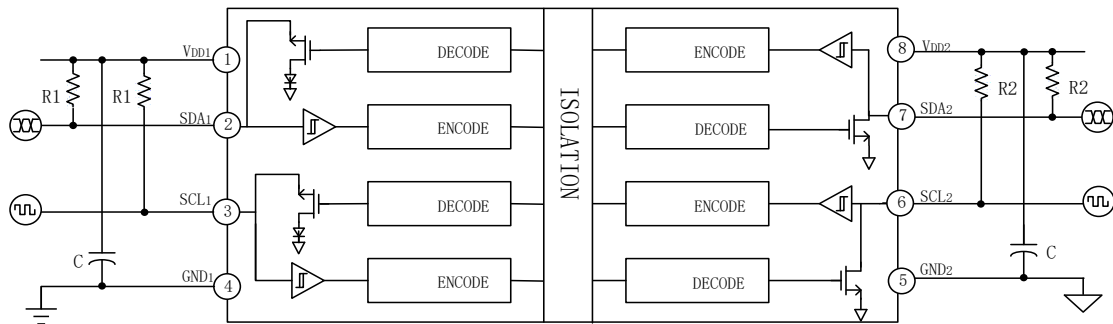 VDD1
1
DECODE
ENCODE
8
VDD2
R1
R1
R2
R2
SDA1
2
ENCODE
DECODE
7
SDA2
ISOLATION
SCL1
3
DECODE
ENCODE
6
SCL2
C
GND1
4
ENCODE
DECODE
5
GND2
C